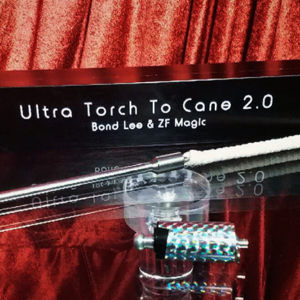 Ultra Torch To Cane 2.0
Bond Lee & ZF Magic